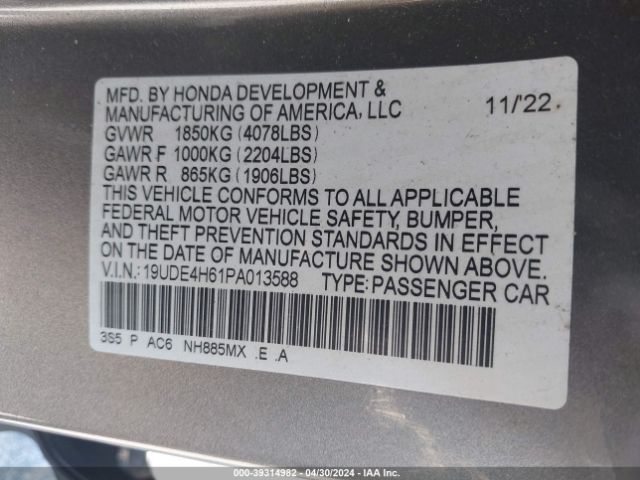 MFD. BY HONDA DEVELOPMENT &
MANUFACTURING OF AMERICA, LLC 11/'22
GVWR 1850KG (4078LBS)
GAWR F 1000KG (2204LBS)
GAWR R 865KG (1906LBS)
THIS VEHICLE CONFORMS TO ALL APPLICABLE
FEDERAL MOTOR VEHICLE SAFETY, BUMPER,
AND THEFT PREVENTION STANDARDS IN EFFECT
ON THE DATE OF MANUFACTURE SHOWN ABOVE.
V.I.N.:19UDE4H61PA013588 TYPE:PASSENGER CAR
3S5 P AC6 NH885MX .E .A
000-39314982 - 04/30/2024 - IAA Inc.